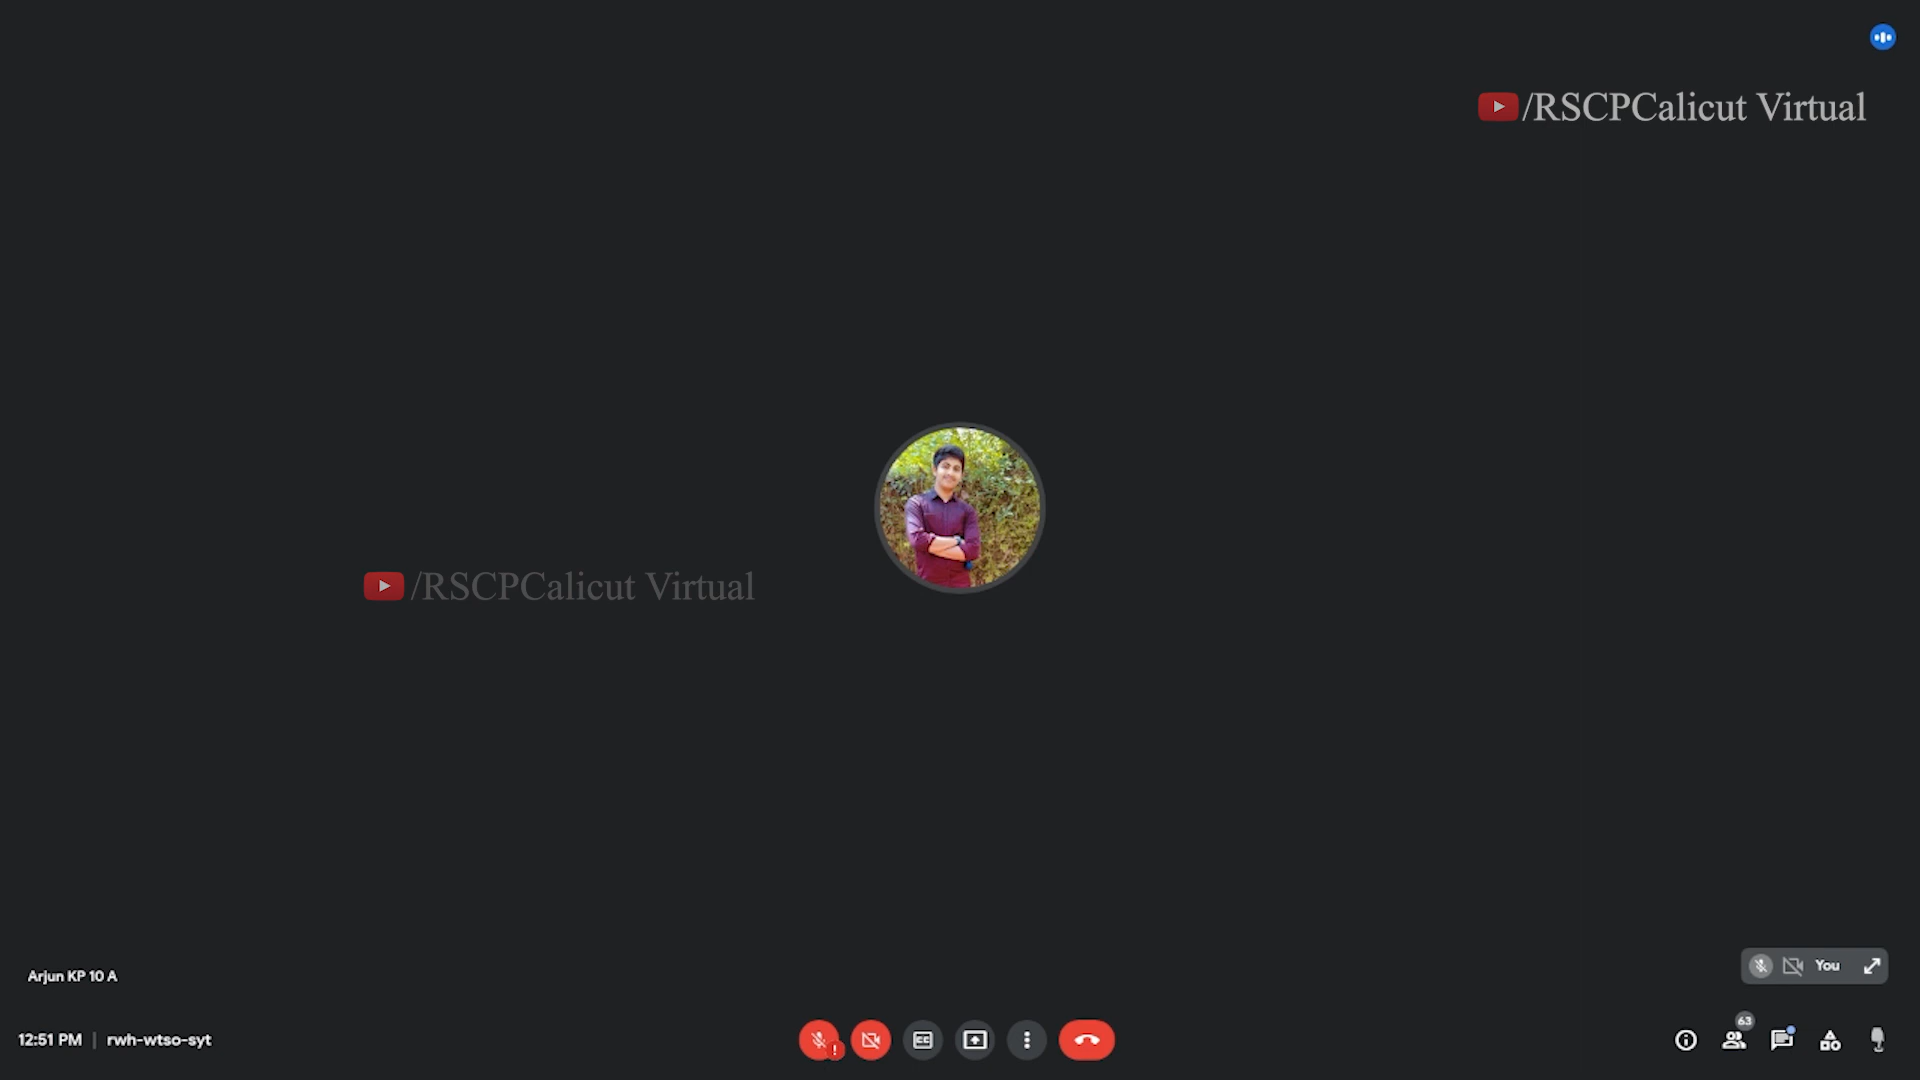 /RSCPCalicut Virtual
/RSCPCalicut Virtual
Arjun KP 10 A
You
12:51 PM | rwh-wtso-syt
63